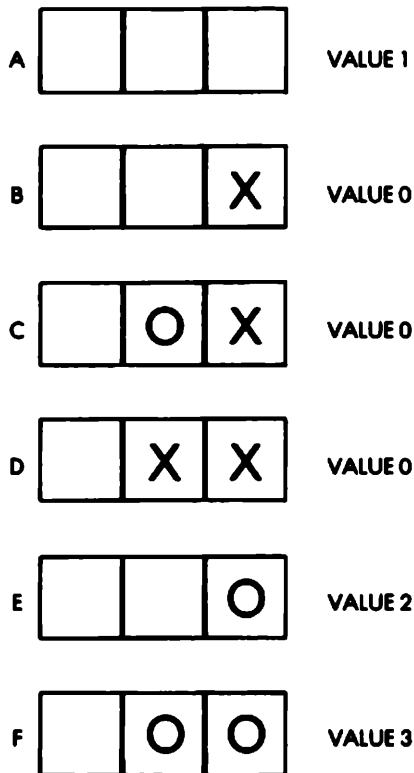 A VALUE 1
B X VALUE 0
C O X VALUE 0
D X X VALUE 0
E O VALUE 2
F O O VALUE 3